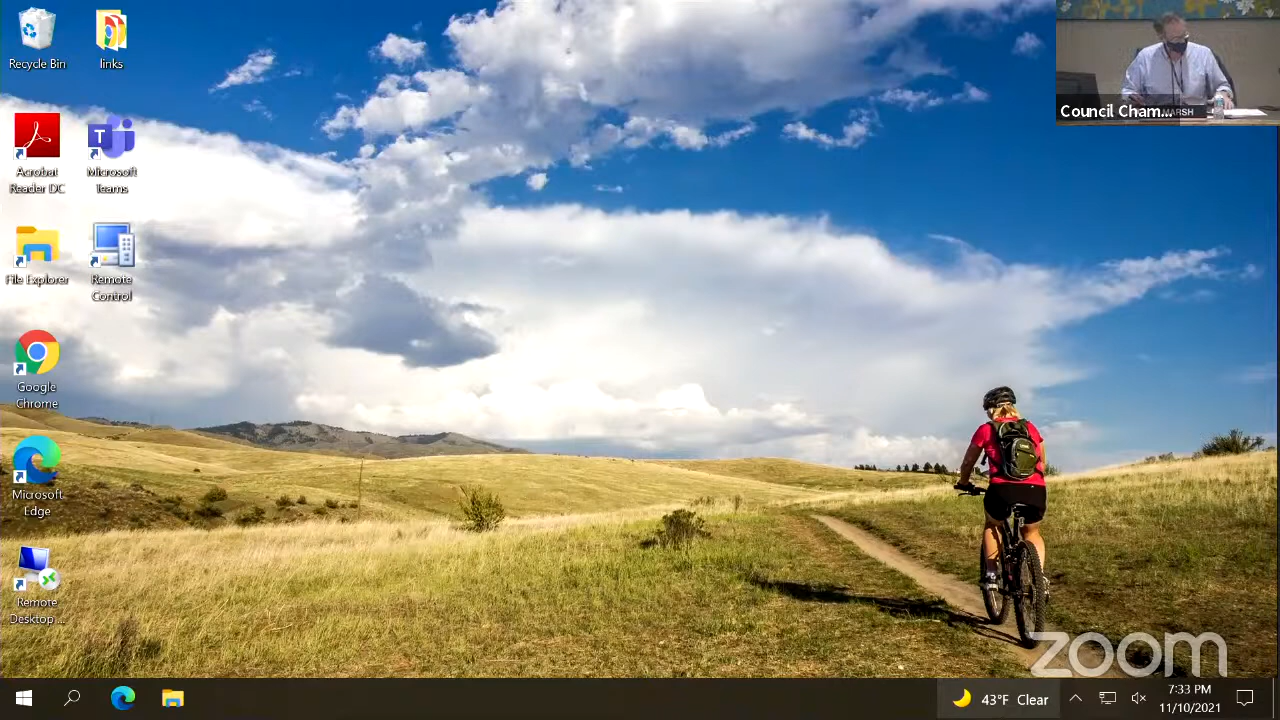 Recycle Bin
links
Acrobat
Reader DC
Microsoft
Teams
File Explorer
Remote
Control
Google
Chrome
Microsoft
Edge
Remote
Desktop ...
Council Cham...
MARSH
zoom
43°F Clear
7:33 PM
11/10/2021